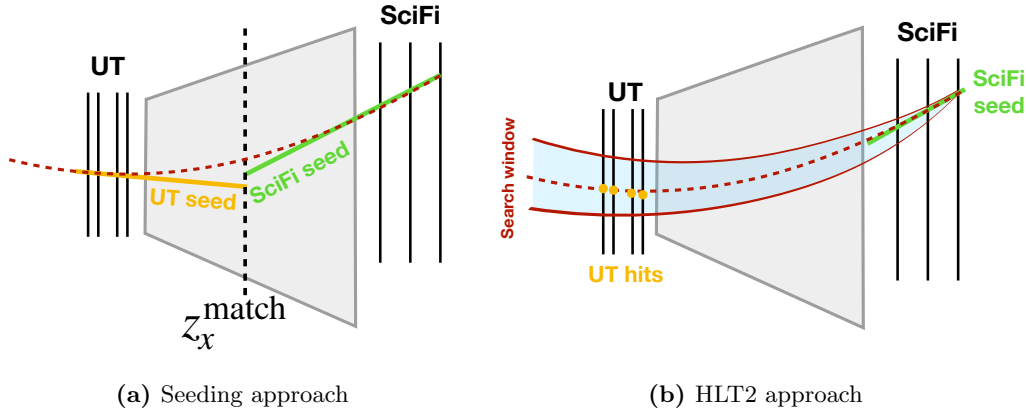 SciFi
UT
UT seed
SciFi seed
z_x^match
(a) Seeding approach
SciFi
SciFi
seed
UT
Search window
UT hits
(b) HLT2 approach